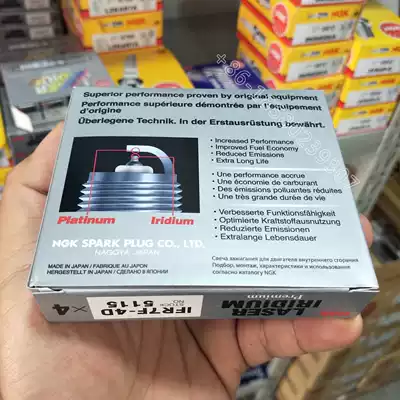 Superior performance proven by original equipment
Performance supérieure démontrée par l'équipement
d'origine
Überlegene Technik. In der Erstausrüstung bewährt.
• Increased Performance
• Improved Fuel Economy
• Reduced Emissions
• Extra Long Life
• Une performance accrue
• Une économie de carburant
• Des émissions polluantes réduites
• Une très grande durée de vie
• Verbesserte Funktionsfähigkeit
• Optimierte Kraftstoffausnutzung
• Reduzierte Emissionen
• Extralange Lebensdauer
Platinum Iridium
NGK SPARK PLUG CO., LTD.
NAGOYA JAPAN
MADE IN JAPAN / FABRIQUÉ AU JAPON
HERGESTELLT IN JAPAN / СДЕЛАНО В ЯПОНИИ
Свеча зажигания для двигателя внутреннего сгорания
Подбор, монтаж, характеристики и использование
согласно каталогу NGK
× 4
IFR7F-4D
STOCK NO. 5115
LASER
IRIDIUM
Premium
NGK